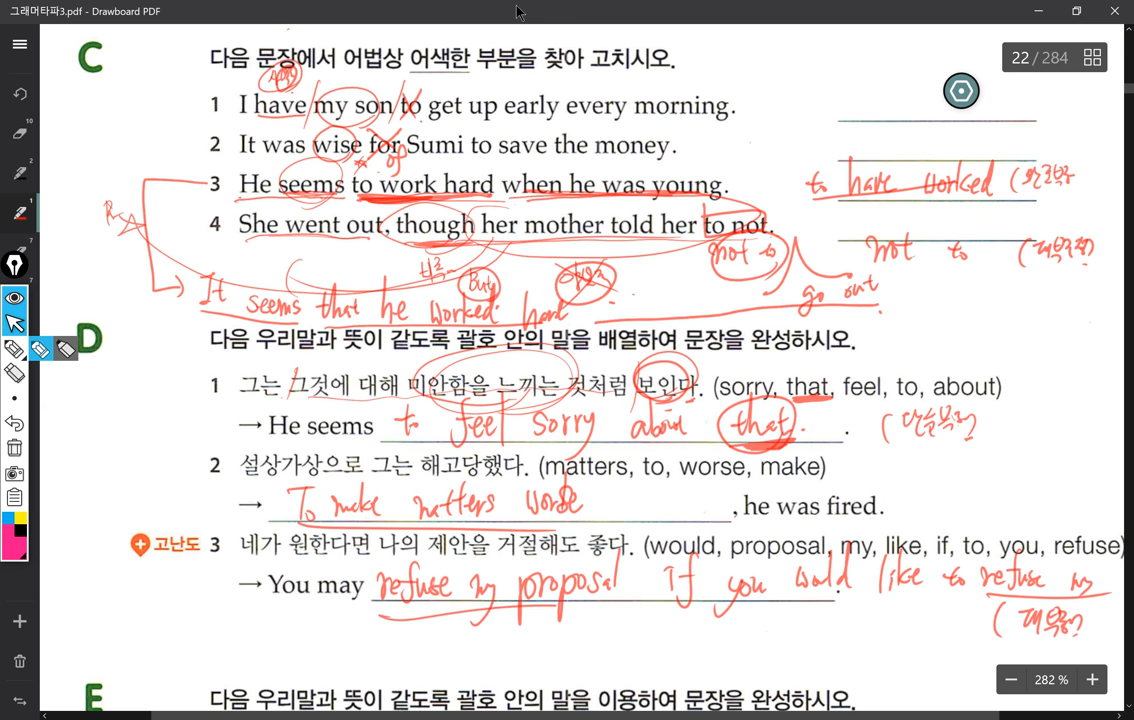 그래머타파3.pdf - Drawboard PDF
22 / 284
C 다음 문장에서 어법상 어색한 부분을 찾아 고치시오.
1 I have my son to get up early every morning.
2 It was wise for Sumi to save the money.
of
3 He seems to work hard when he was young.
to have worked
4 She went out, though her mother told her to not.
not to
not to
go out
It seems that he worked hard
D 다음 우리말과 뜻이 같도록 괄호 안의 말을 배열하여 문장을 완성하시오.
1 그는 그것에 대해 미안함을 느끼는 것처럼 보인다. (sorry, that, feel, to, about)
→ He seems to feel sorry about that.
2 설상가상으로 그는 해고당했다. (matters, to, worse, make)
→ To make matters worse, he was fired.
고난도 3 네가 원한다면 나의 제안을 거절해도 좋다. (would, proposal, my, like, if, to, you, refuse)
→ You may refuse my proposal if you would like to refuse my
E 다음 우리말과 뜻이 같도록 괄호 안의 말을 이용하여 문장을 완성하시오.
282 %